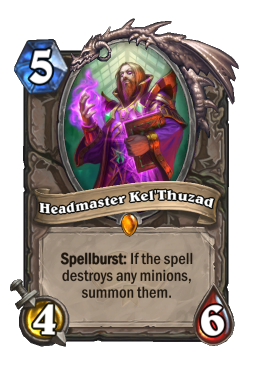 5
Headmaster Kel'Thuzad
Spellburst: If the spell
destroys any minions,
summon them.
4
6